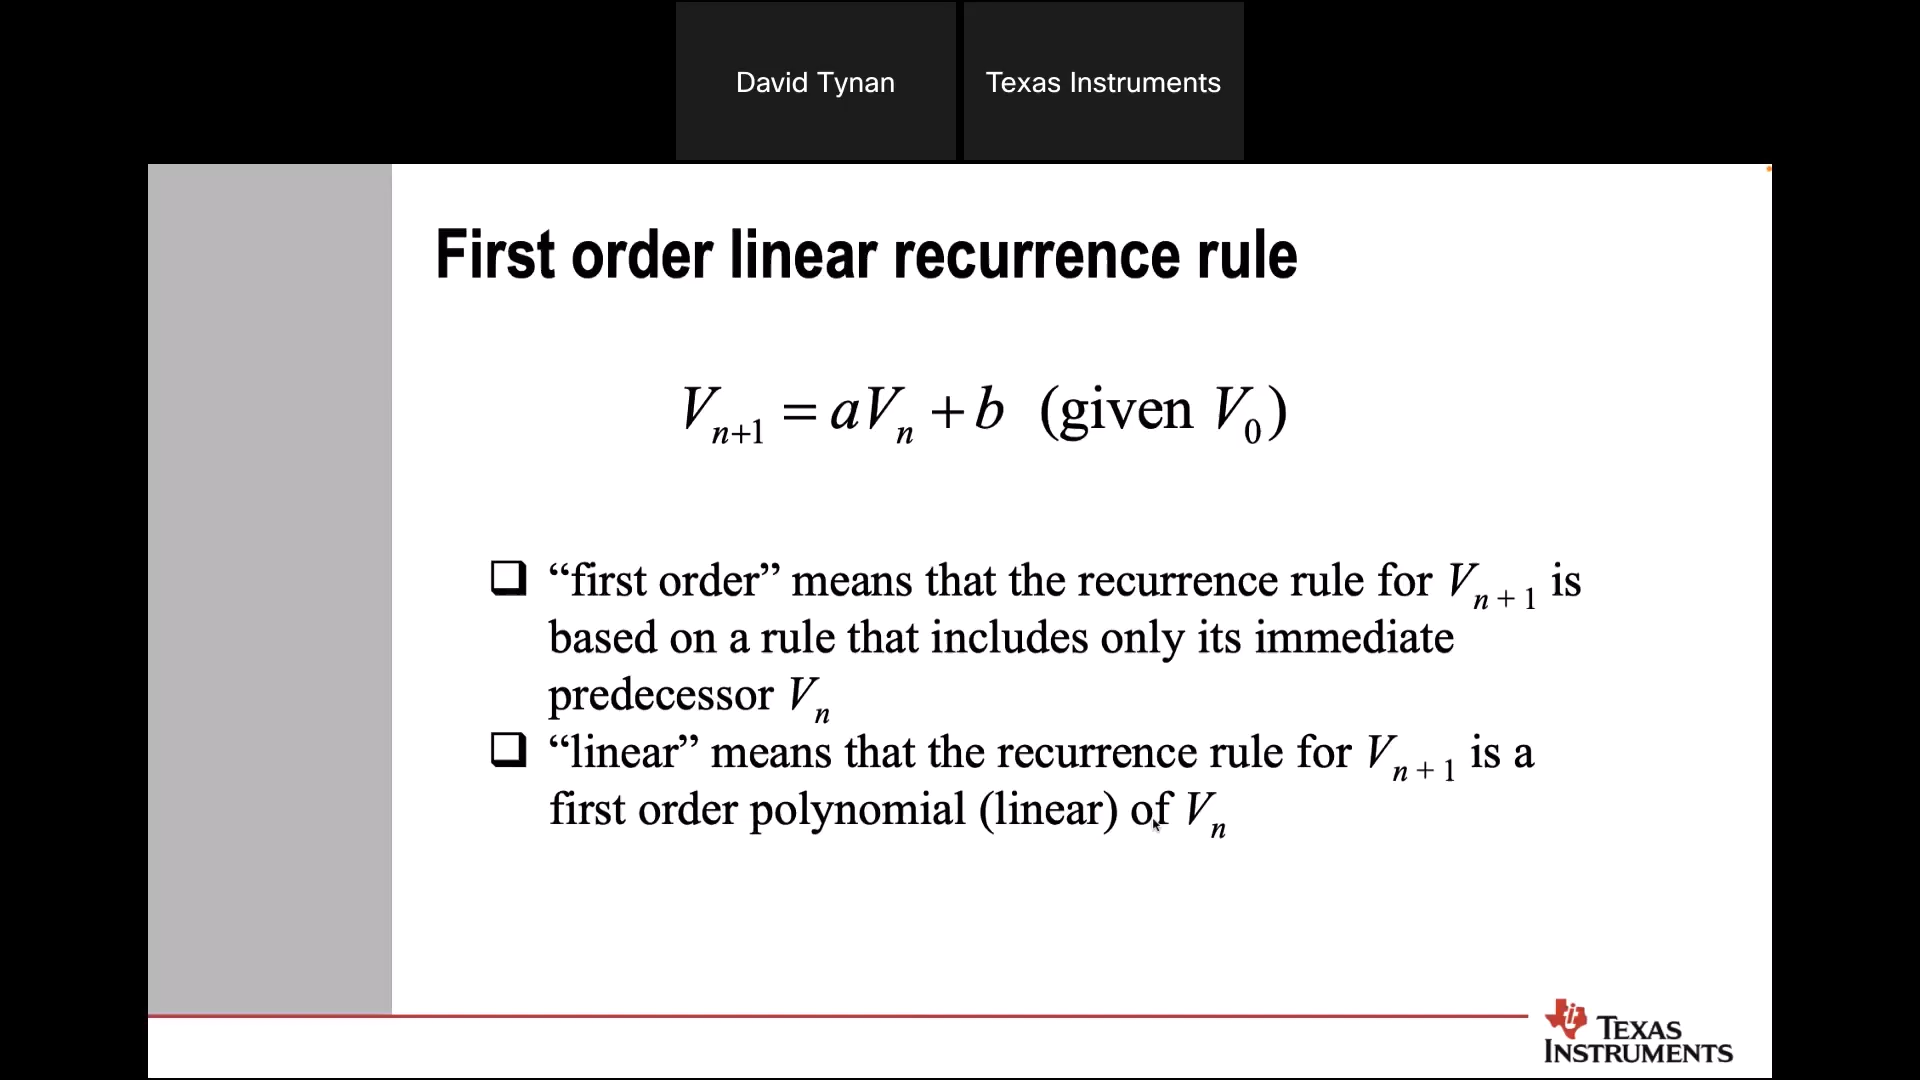 David Tynan
Texas Instruments
First order linear recurrence rule
Vₙ₊₁ = aVₙ + b (given V₀)
❑ “first order” means that the recurrence rule for Vₙ ₊ ₁ is
based on a rule that includes only its immediate
predecessor Vₙ
❑ “linear” means that the recurrence rule for Vₙ ₊ ₁ is a
first order polynomial (linear) of Vₙ
TEXAS
INSTRUMENTS